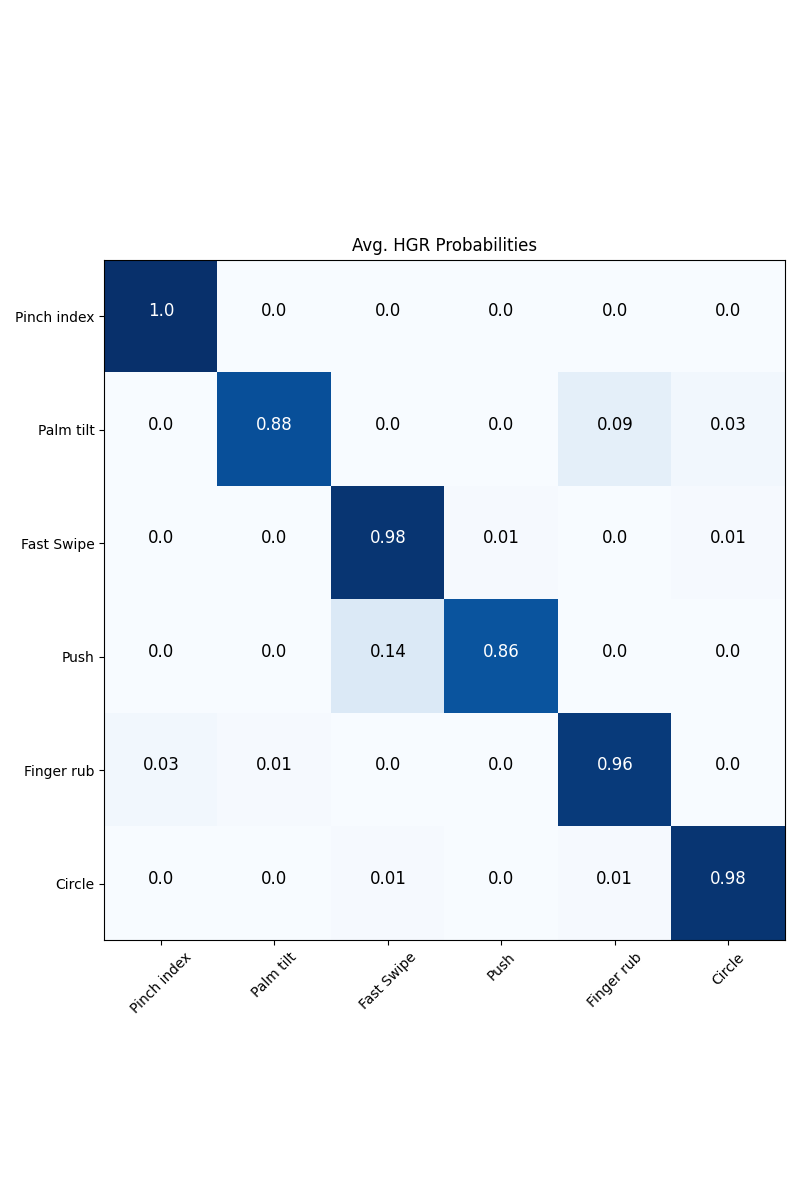 Avg. HGR Probabilities
Pinch index 1.0 0.0 0.0 0.0 0.0 0.0
Palm tilt 0.0 0.88 0.0 0.0 0.09 0.03
Fast Swipe 0.0 0.0 0.98 0.01 0.0 0.01
Push 0.0 0.0 0.14 0.86 0.0 0.0
Finger rub 0.03 0.01 0.0 0.0 0.96 0.0
Circle 0.0 0.0 0.01 0.0 0.01 0.98
Pinch index Palm tilt Fast Swipe Push Finger rub Circle